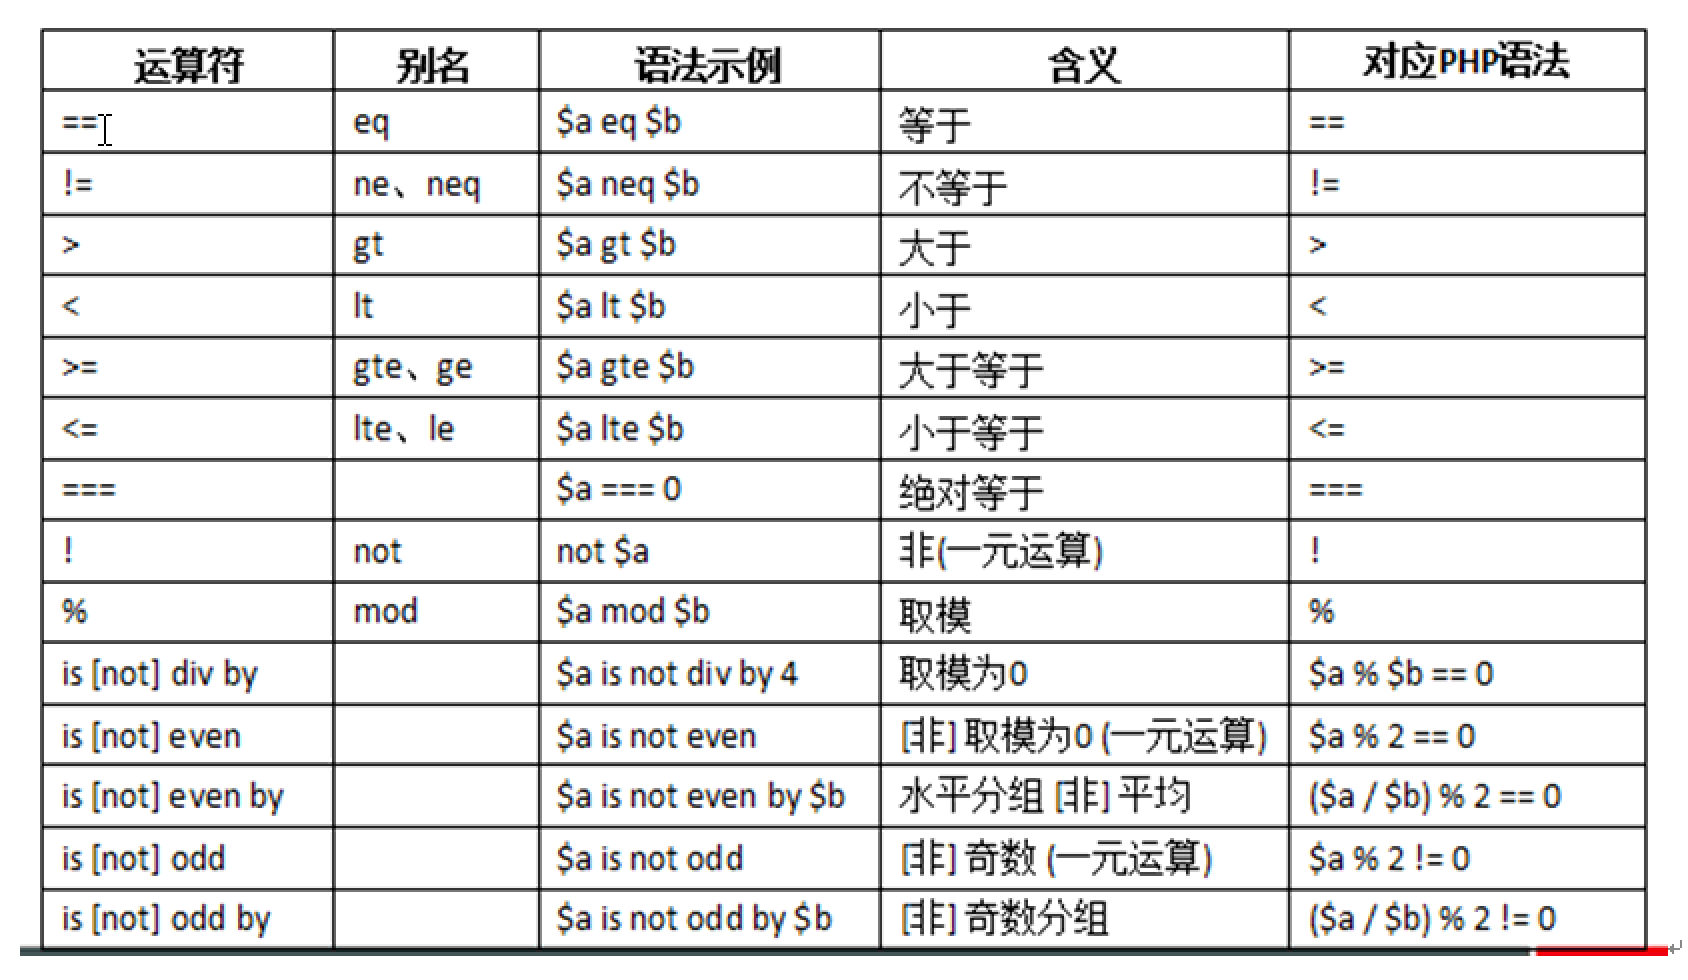 运算符 别名 语法示例 含义 对应PHP语法
== eq $a eq $b 等于 ==
!= ne、neq $a neq $b 不等于 !=
> gt $a gt $b 大于 >
< lt $a lt $b 小于 <
>= gte、ge $a gte $b 大于等于 >=
<= lte、le $a lte $b 小于等于 <=
=== $a === 0 绝对等于 ===
! not not $a 非(一元运算) !
% mod $a mod $b 取模 %
is [not] div by $a is not div by 4 取模为0 $a % $b == 0
is [not] even $a is not even [非] 取模为0 (一元运算) $a % 2 == 0
is [not] even by $a is not even by $b 水平分组 [非] 平均 ($a / $b) % 2 == 0
is [not] odd $a is not odd [非] 奇数 (一元运算) $a % 2 != 0
is [not] odd by $a is not odd by $b [非] 奇数分组 ($a / $b) % 2 != 0